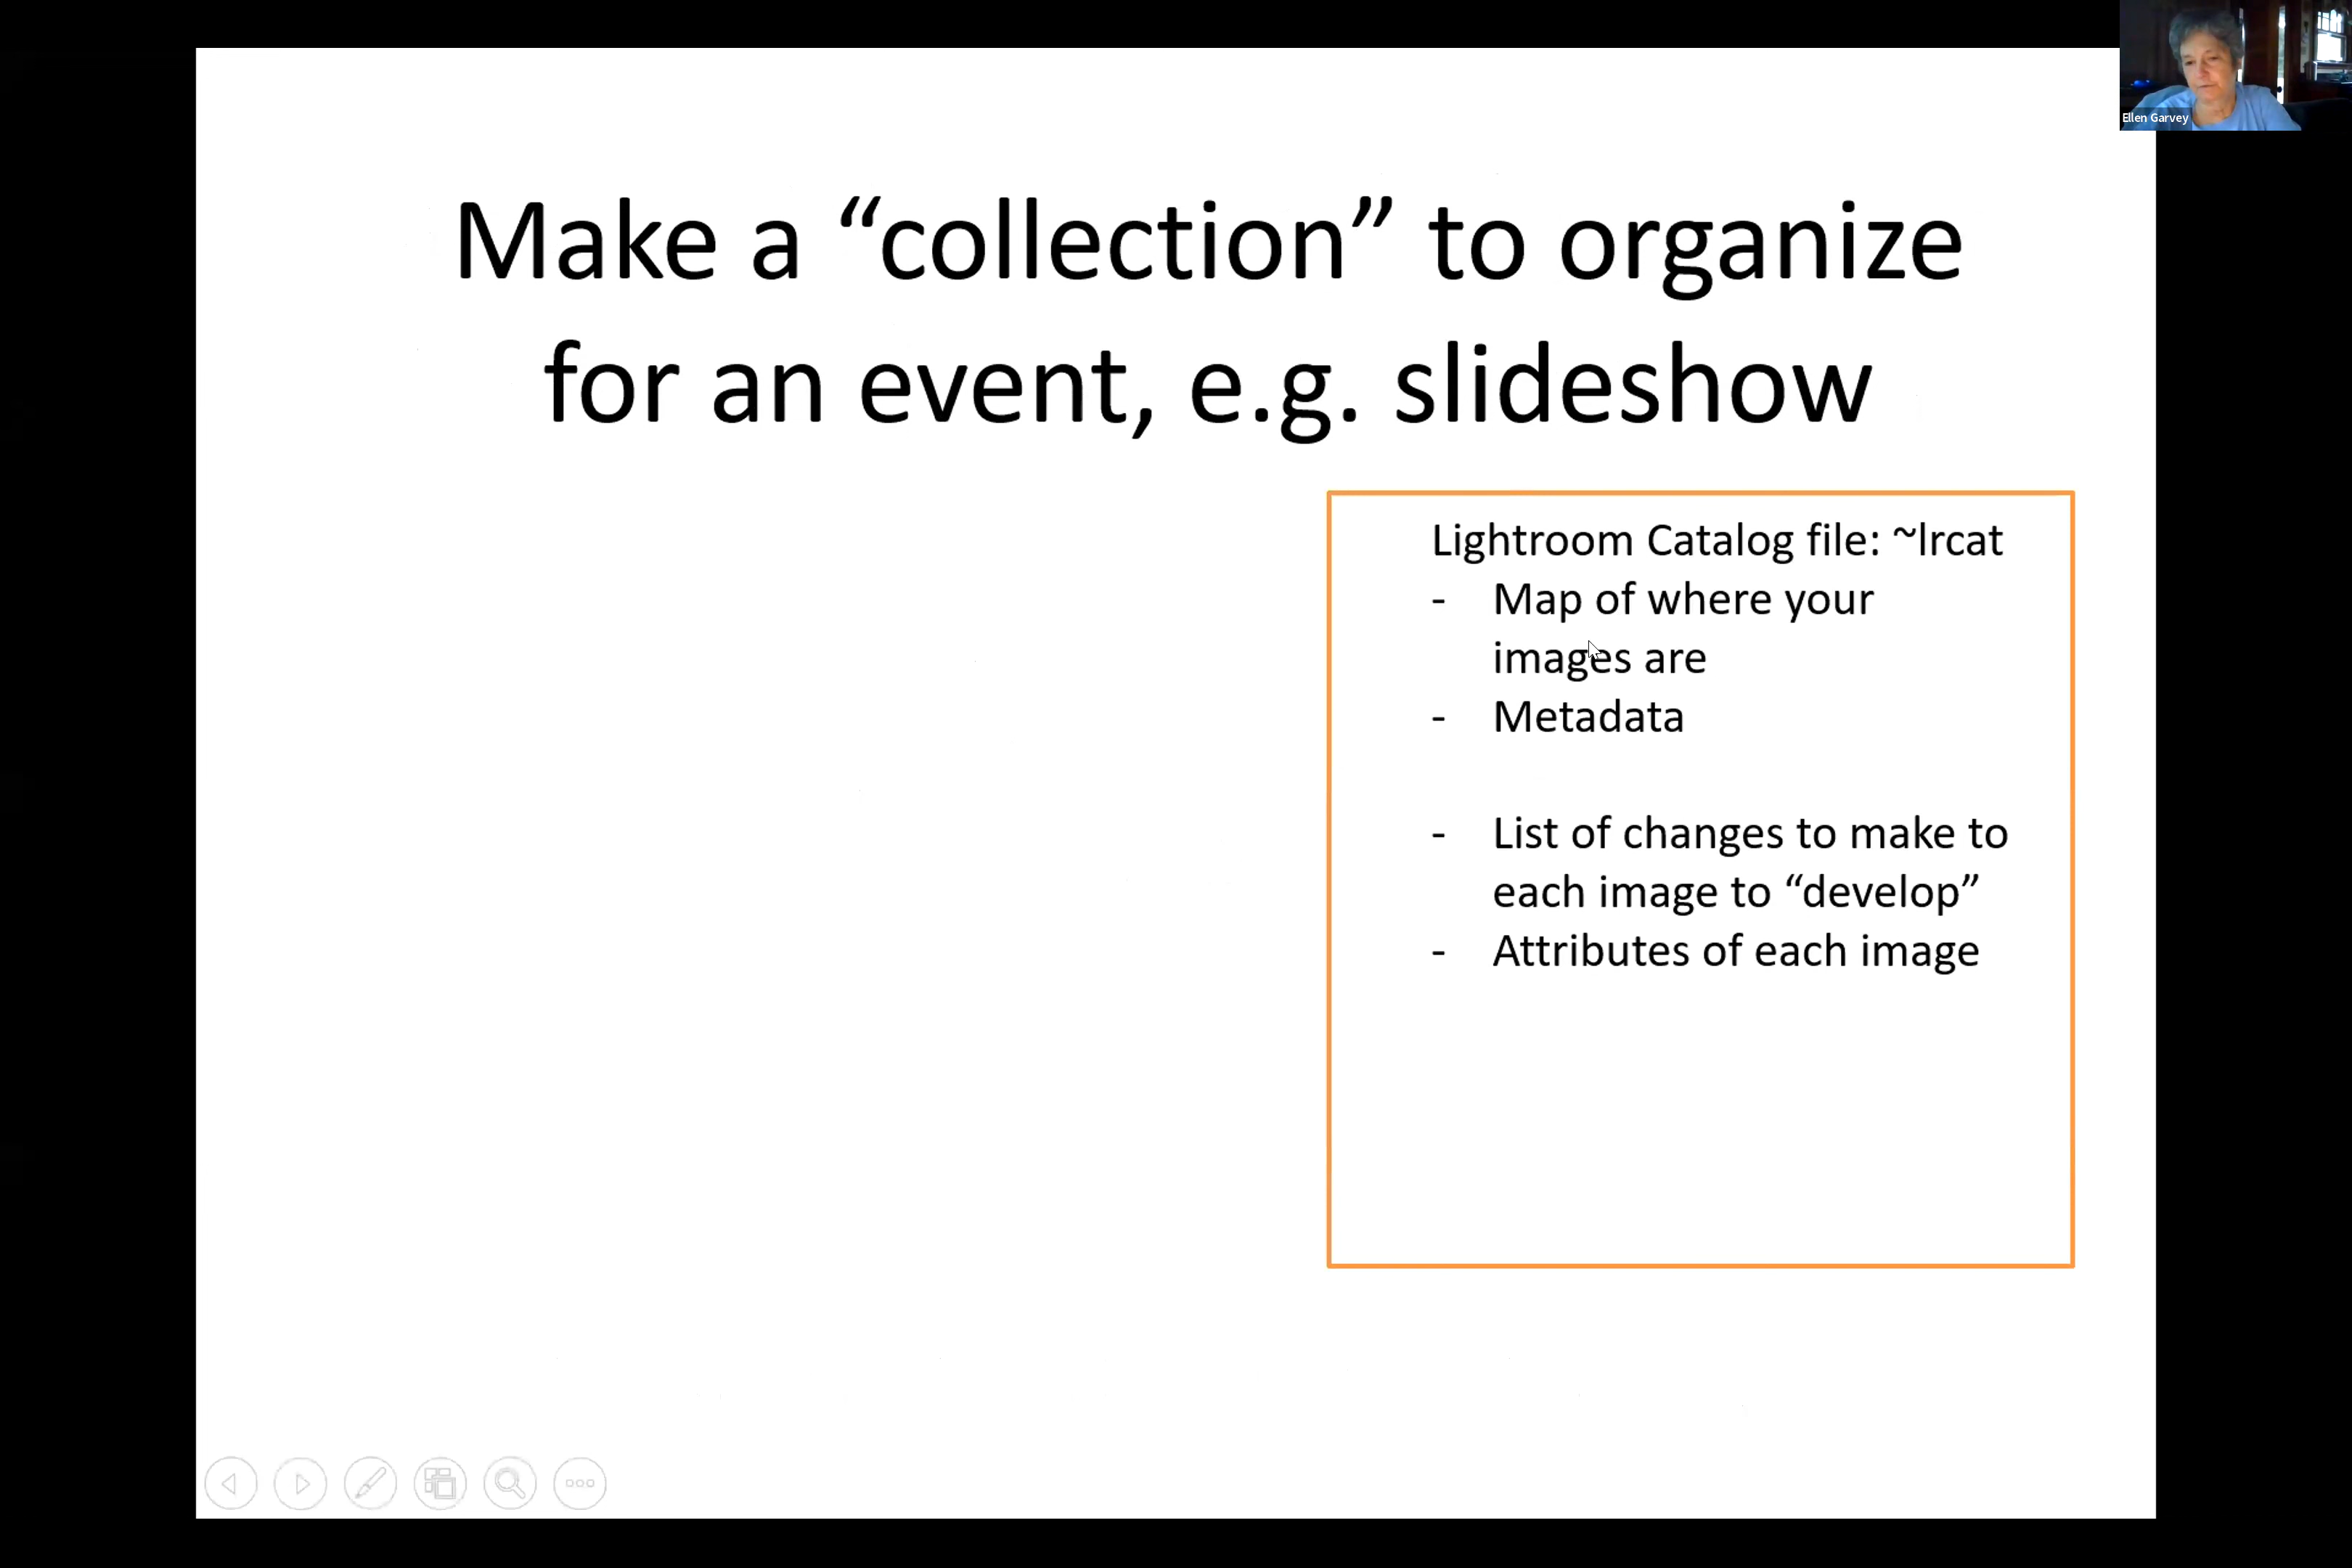 Ellen Garvey
Make a “collection” to organize
for an event, e.g. slideshow
Lightroom Catalog file: ~lrcat
- Map of where your
images are
- Metadata
- List of changes to make to
each image to “develop”
- Attributes of each image